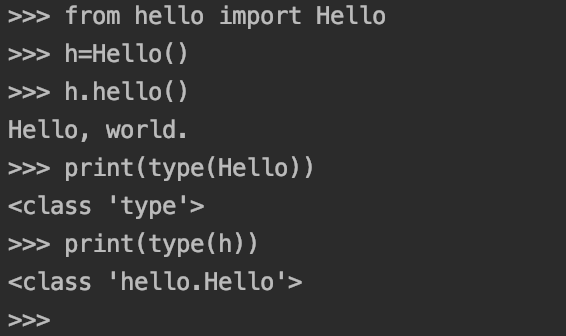 >>> from hello import Hello
>>> h=Hello()
>>> h.hello()
Hello, world.
>>> print(type(Hello))
<class 'type'>
>>> print(type(h))
<class 'hello.Hello'>
>>>